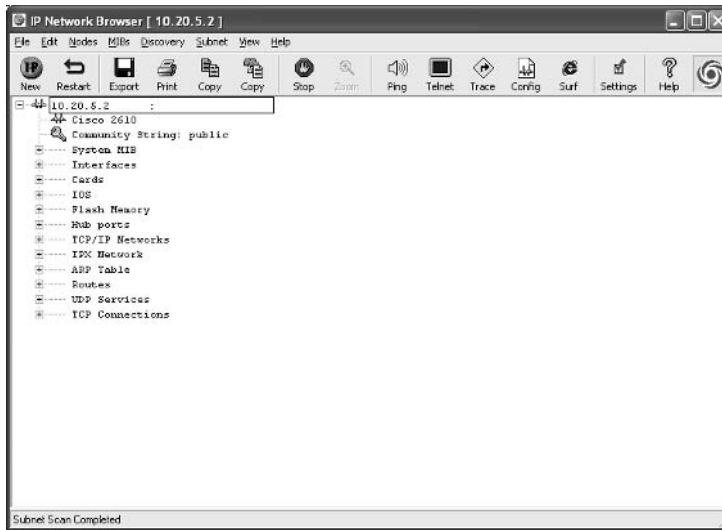 IP Network Browser [ 10.20.5.2 ]
File Edit Nodes MIBs Discovery Subnet View Help
New Restart Export Print Copy Copy Stop Zoom Ping Telnet Trace Config Surf Settings Help
10.20.5.2 :
Cisco 2610
Community String: public
System MIB
Interfaces
Cards
IOS
Flash Memory
Hub ports
TCP/IP Networks
IPX Network
ARP Table
Routes
UDP Services
TCP Connections
Subnet Scan Completed